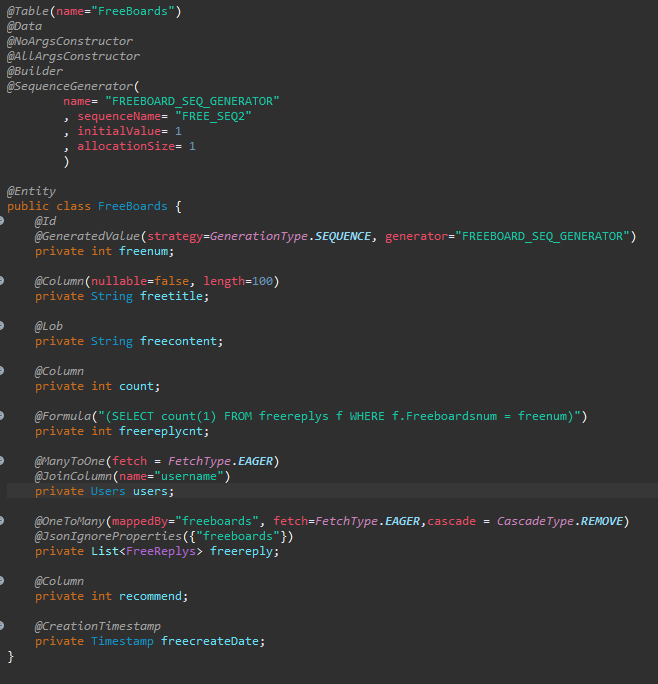 @Table(name="FreeBoards")
@Data
@NoArgsConstructor
@AllArgsConstructor
@Builder
@SequenceGenerator(
name= "FREEBOARD_SEQ_GENERATOR"
, sequenceName= "FREE_SEQ2"
, initialValue= 1
, allocationSize= 1
)
@Entity
public class FreeBoards {
@Id
@GeneratedValue(strategy=GenerationType.SEQUENCE, generator="FREEBOARD_SEQ_GENERATOR")
private int freenum;
@Column(nullable=false, length=100)
private String freetitle;
@Lob
private String freecontent;
@Column
private int count;
@Formula("(SELECT count(1) FROM freereplys f WHERE f.Freeboardsnum = freenum)")
private int freereplycnt;
@ManyToOne(fetch = FetchType.EAGER)
@JoinColumn(name="username")
private Users users;
@OneToMany(mappedBy="freeboards", fetch=FetchType.EAGER,cascade = CascadeType.REMOVE)
@JsonIgnoreProperties({"freeboards"})
private List<FreeReplys> freereply;
@Column
private int recommend;
@CreationTimestamp
private Timestamp freecreateDate;
}